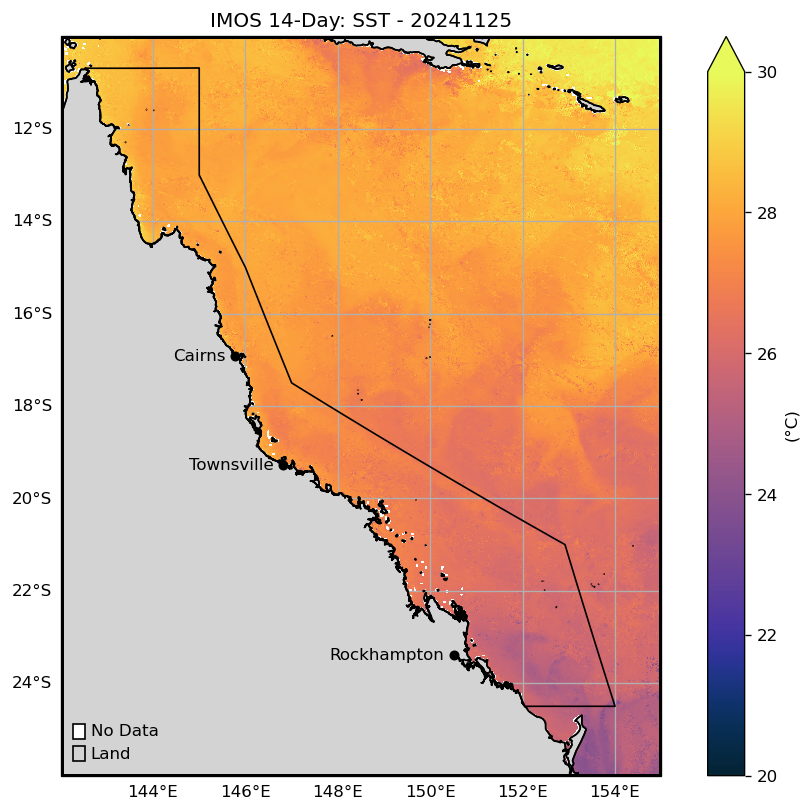 IMOS 14-Day: SST - 20241125
12°S
14°S
16°S
18°S
20°S
22°S
24°S
Cairns
Townsville
Rockhampton
No Data
Land
144°E 146°E 148°E 150°E 152°E 154°E
30
28
26
24
22
20
(°C)